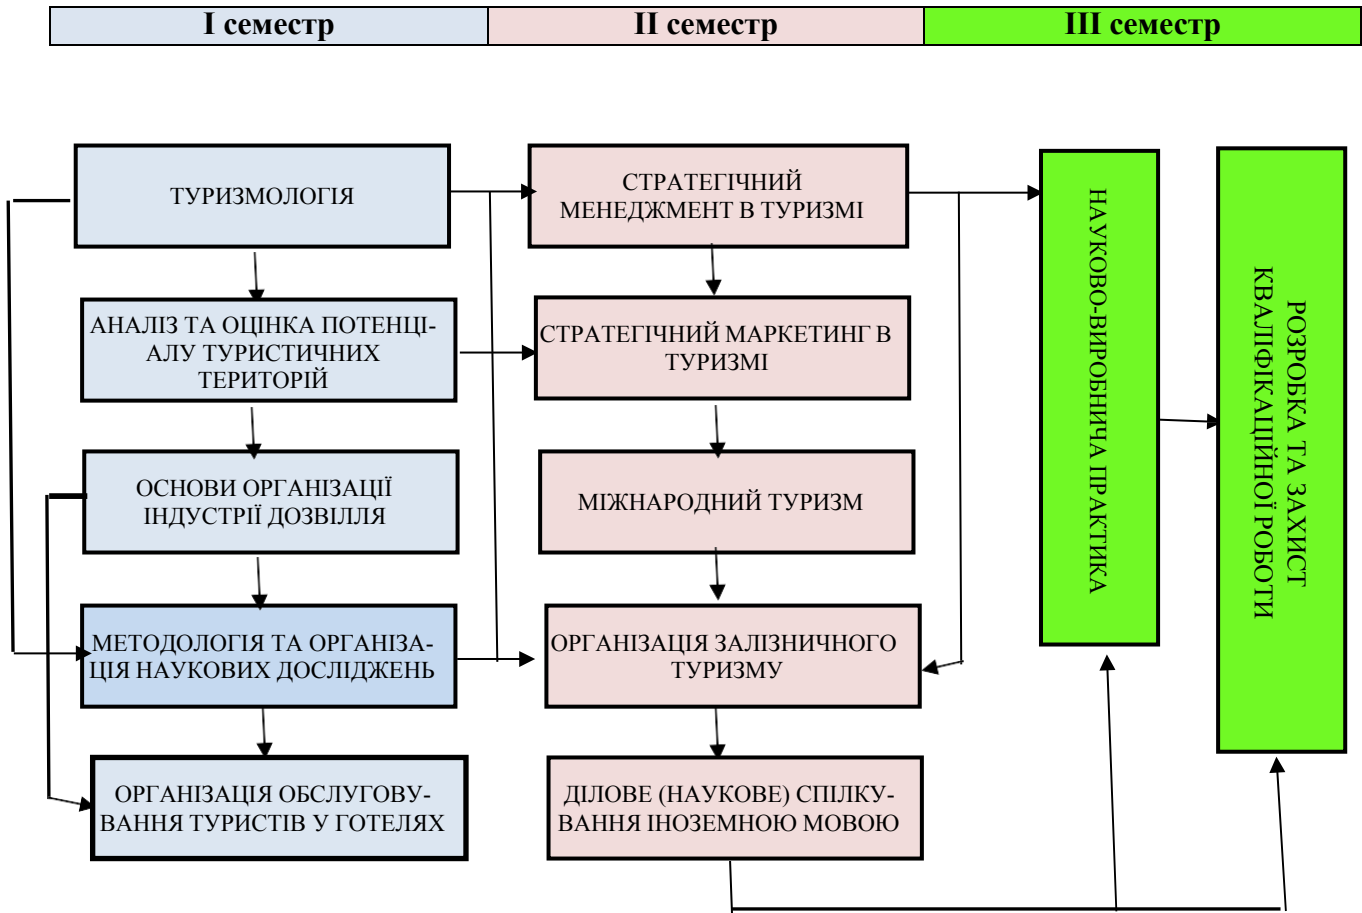 І семестр
ІІ семестр
ІІІ семестр
ТУРИЗМОЛОГІЯ
АНАЛІЗ ТА ОЦІНКА ПОТЕНЦІ-
АЛУ ТУРИСТИЧНИХ
ТЕРИТОРІЙ
ОСНОВИ ОРГАНІЗАЦІЇ
ІНДУСТРІЇ ДОЗВІЛЛЯ
МЕТОДОЛОГІЯ ТА ОРГАНІЗА-
ЦІЯ НАУКОВИХ ДОСЛІДЖЕНЬ
ОРГАНІЗАЦІЯ ОБСЛУГОВУ-
ВАННЯ ТУРИСТІВ У ГОТЕЛЯХ
СТРАТЕГІЧНИЙ
МЕНЕДЖМЕНТ В ТУРИЗМІ
СТРАТЕГІЧНИЙ МАРКЕТИНГ В
ТУРИЗМІ
МІЖНАРОДНИЙ ТУРИЗМ
ОРГАНІЗАЦІЯ ЗАЛІЗНИЧНОГО
ТУРИЗМУ
ДІЛОВЕ (НАУКОВЕ) СПІЛКУ-
ВАННЯ ІНОЗЕМНОЮ МОВОЮ
НАУКОВО-ВИРОБНИЧА ПРАКТИКА
РОЗРОБКА ТА ЗАХИСТ
КВАЛІФІКАЦІЙНОЇ РОБОТИ